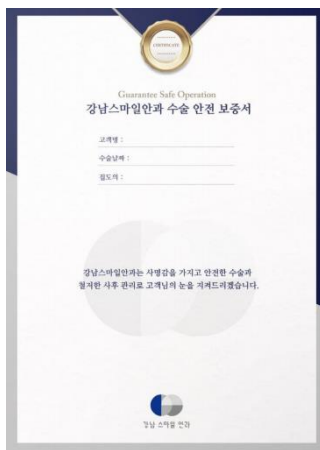 CERTIFICATE
Guarantee Safe Operation
강남스마일안과 수술 안전 보증서
고객명 :
수술날짜 :
집도의 :
강남스마일안과는 사명감을 가지고 안전한 수술과
철저한 사후 관리로 고객님의 눈을 지켜드리겠습니다.
강남 스마일 안과